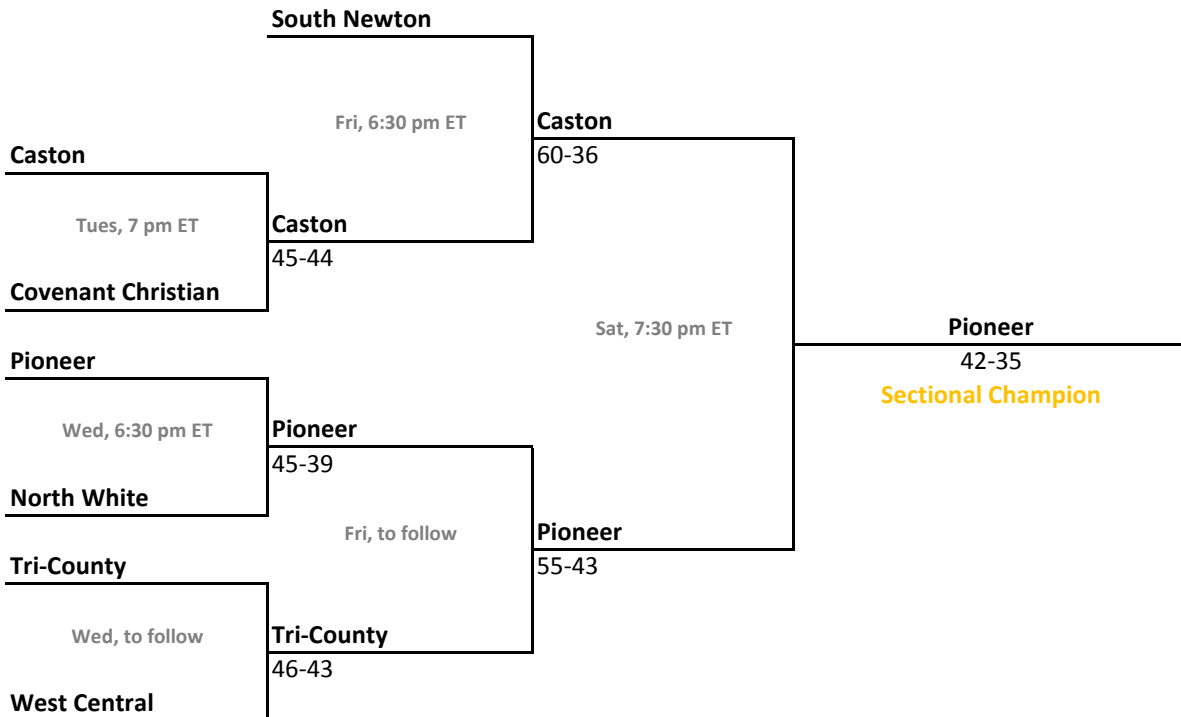 South Newton
Fri, 6:30 pm ET
Caston
60-36
Caston
Tues, 7 pm ET
Caston
45-44
Covenant Christian
Sat, 7:30 pm ET
Pioneer
42-35
Sectional Champion
Pioneer
Wed, 6:30 pm ET
Pioneer
45-39
North White
Fri, to follow
Pioneer
55-43
Tri-County
Wed, to follow
Tri-County
46-43
West Central